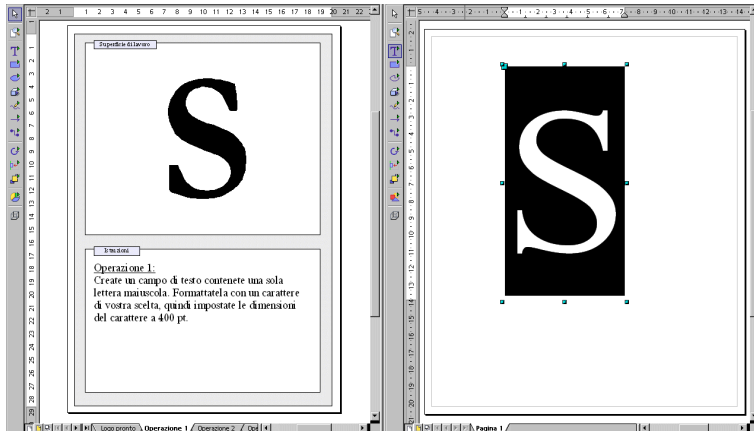 Superficie di lavoro
S
Istruzioni
Operazione 1:
Create un campo di testo contenete una sola
lettera maiuscola. Formattatela con un carattere
di vostra scelta, quindi impostate le dimensioni
del carattere a 400 pt.
Logo pronto Operazione 1 Operazione 2 Ope
S
Pagina 1